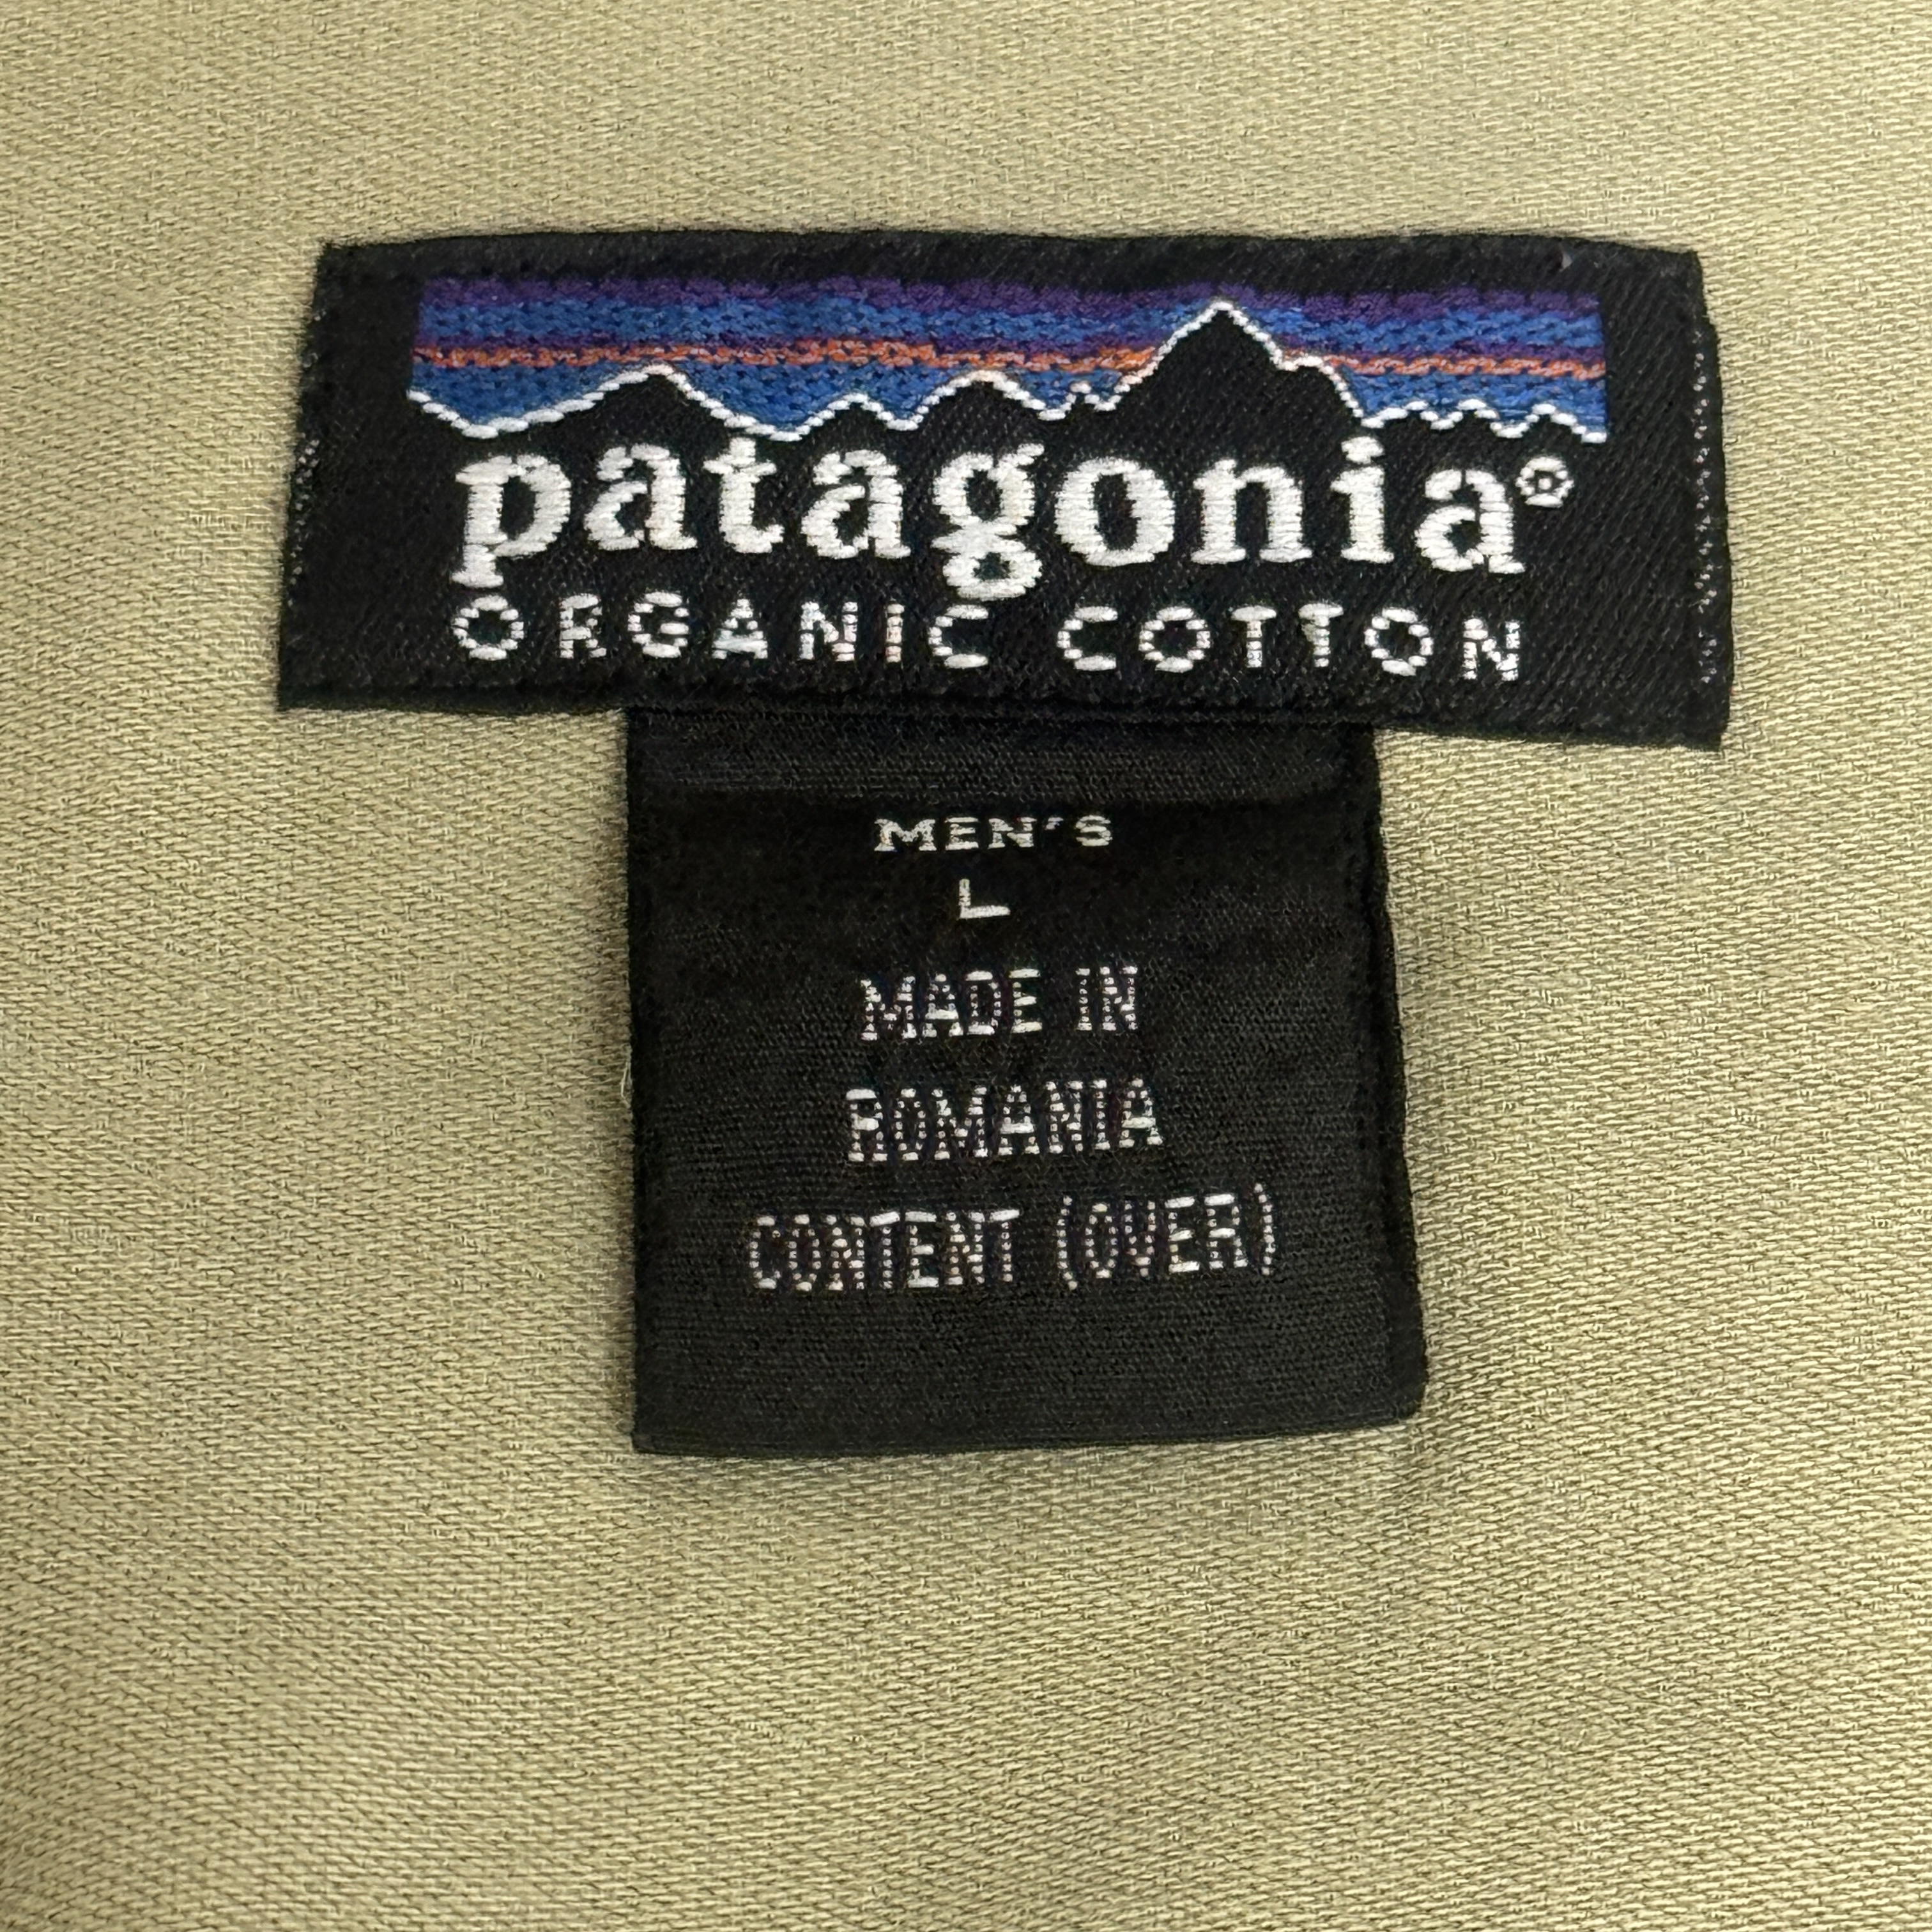 patagonia®
ORGANIC COTTON
MEN'S
L
MADE IN
ROMANIA
CONTENT (OVER)